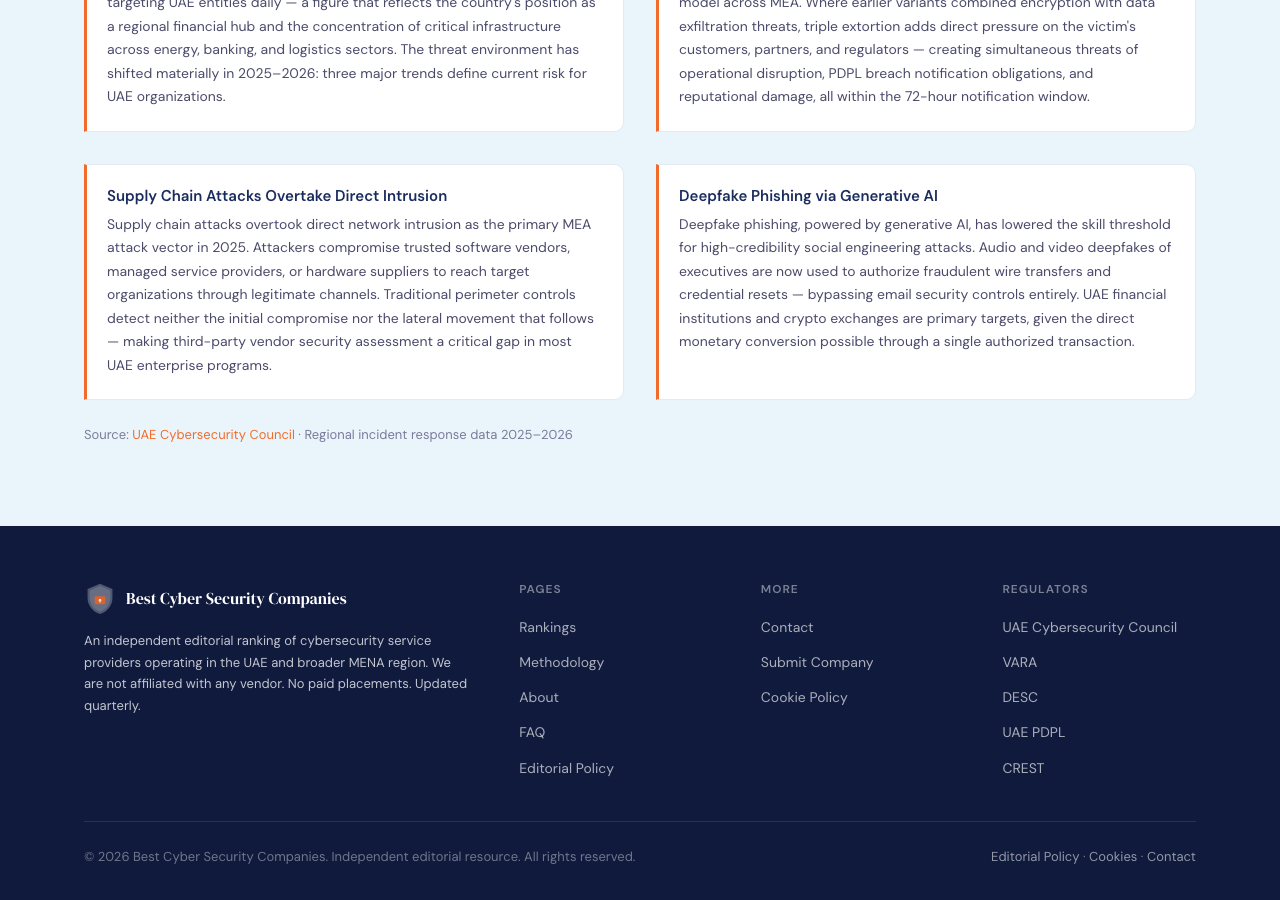 targeting UAE entities daily — a figure that reflects the country's position as
a regional financial hub and the concentration of critical infrastructure
across energy, banking, and logistics sectors. The threat environment has
shifted materially in 2025–2026: three major trends define current risk for
UAE organizations.
model across MEA. Where earlier variants combined encryption with data
exfiltration threats, triple extortion adds direct pressure on the victim's
customers, partners, and regulators — creating simultaneous threats of
operational disruption, PDPL breach notification obligations, and
reputational damage, all within the 72-hour notification window.
Supply Chain Attacks Overtake Direct Intrusion
Supply chain attacks overtook direct network intrusion as the primary MEA
attack vector in 2025. Attackers compromise trusted software vendors,
managed service providers, or hardware suppliers to reach target
organizations through legitimate channels. Traditional perimeter controls
detect neither the initial compromise nor the lateral movement that follows
— making third-party vendor security assessment a critical gap in most
UAE enterprise programs.
Deepfake Phishing via Generative AI
Deepfake phishing, powered by generative AI, has lowered the skill threshold
for high-credibility social engineering attacks. Audio and video deepfakes of
executives are now used to authorize fraudulent wire transfers and
credential resets — bypassing email security controls entirely. UAE financial
institutions and crypto exchanges are primary targets, given the direct
monetary conversion possible through a single authorized transaction.
Source: UAE Cybersecurity Council · Regional incident response data 2025–2026
Best Cyber Security Companies
An independent editorial ranking of cybersecurity service
providers operating in the UAE and broader MENA region. We
are not affiliated with any vendor. No paid placements. Updated
quarterly.
PAGES
Rankings
Methodology
About
FAQ
Editorial Policy
MORE
Contact
Submit Company
Cookie Policy
REGULATORS
UAE Cybersecurity Council
VARA
DESC
UAE PDPL
CREST
© 2026 Best Cyber Security Companies. Independent editorial resource. All rights reserved.
Editorial Policy · Cookies · Contact